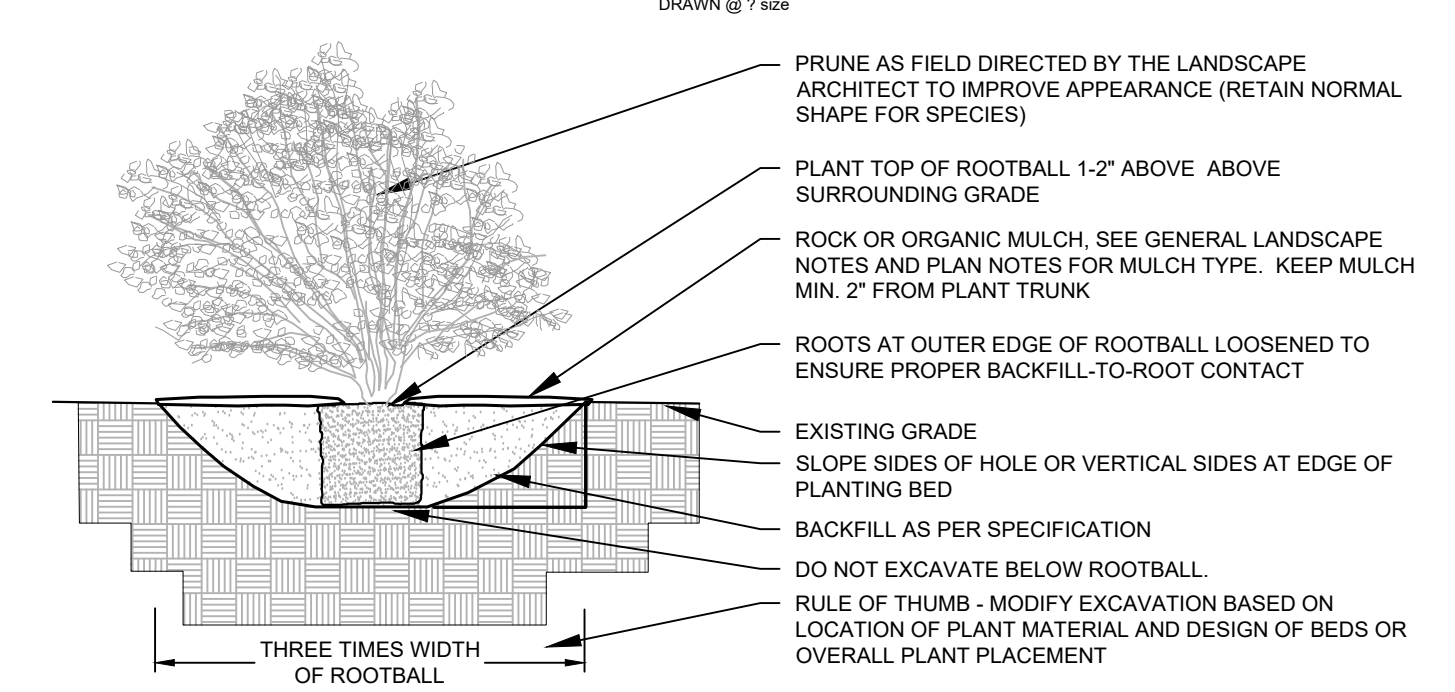 DRAWN @ ? size
PRUNE AS FIELD DIRECTED BY THE LANDSCAPE
ARCHITECT TO IMPROVE APPEARANCE (RETAIN NORMAL
SHAPE FOR SPECIES)
PLANT TOP OF ROOTBALL 1-2" ABOVE  ABOVE
SURROUNDING GRADE
ROCK OR ORGANIC MULCH, SEE GENERAL LANDSCAPE
NOTES AND PLAN NOTES FOR MULCH TYPE.  KEEP MULCH
MIN. 2" FROM PLANT TRUNK
ROOTS AT OUTER EDGE OF ROOTBALL LOOSENED TO
ENSURE PROPER BACKFILL-TO-ROOT CONTACT
EXISTING GRADE
SLOPE SIDES OF HOLE OR VERTICAL SIDES AT EDGE OF
PLANTING BED
BACKFILL AS PER SPECIFICATION
DO NOT EXCAVATE BELOW ROOTBALL.
RULE OF THUMB - MODIFY EXCAVATION BASED ON
LOCATION OF PLANT MATERIAL AND DESIGN OF BEDS OR
OVERALL PLANT PLACEMENT
THREE TIMES WIDTH
OF ROOTBALL